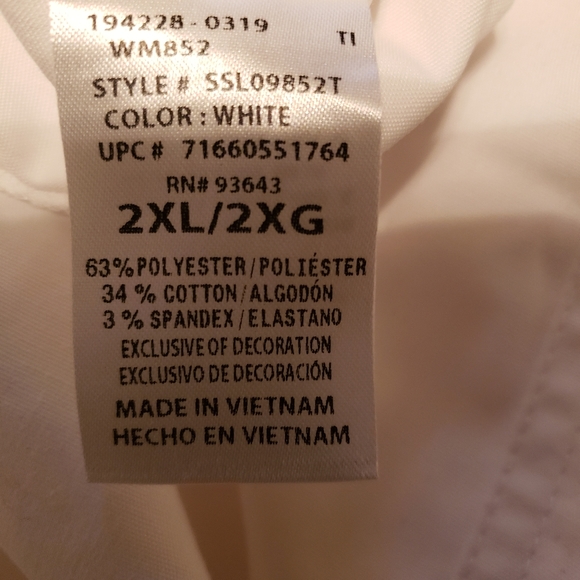 194228-0319
TI
WM852
STYLE # SSL09852T
COLOR : WHITE
UPC # 71660551764
RN# 93643
2XL/2XG
63% POLYESTER/POLIÉSTER
34 % COTTON/ALGODÓN
3 % SPANDEX/ELASTANO
EXCLUSIVE OF DECORATION
EXCLUSIVO DE DECORACIÓN
MADE IN VIETNAM
HECHO EN VIETNAM